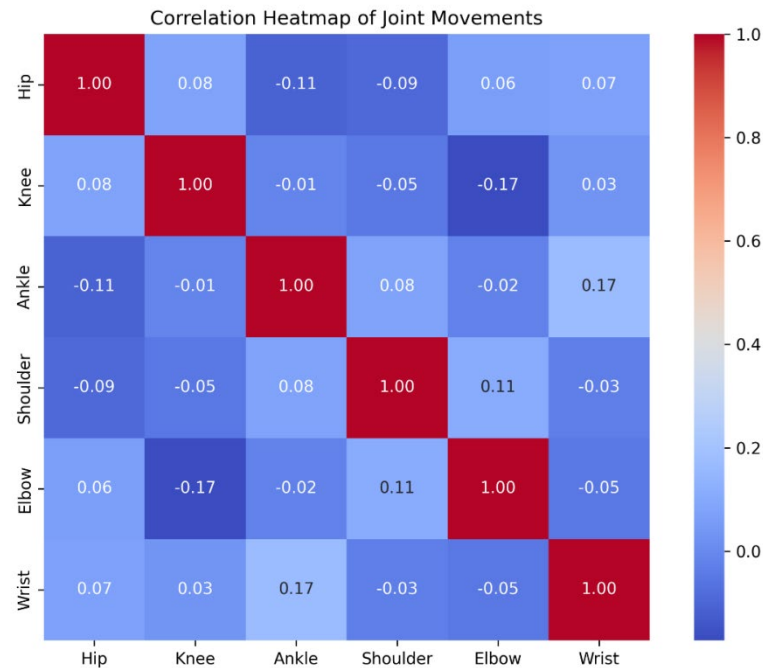 Correlation Heatmap of Joint Movements
Hip 1.00 0.08 -0.11 -0.09 0.06 0.07
Knee 0.08 1.00 -0.01 -0.05 -0.17 0.03
Ankle -0.11 -0.01 1.00 0.08 -0.02 0.17
Shoulder -0.09 -0.05 0.08 1.00 0.11 -0.03
Elbow 0.06 -0.17 -0.02 0.11 1.00 -0.05
Wrist 0.07 0.03 0.17 -0.03 -0.05 1.00
Hip Knee Ankle Shoulder Elbow Wrist
1.0
0.8
0.6
0.4
0.2
0.0